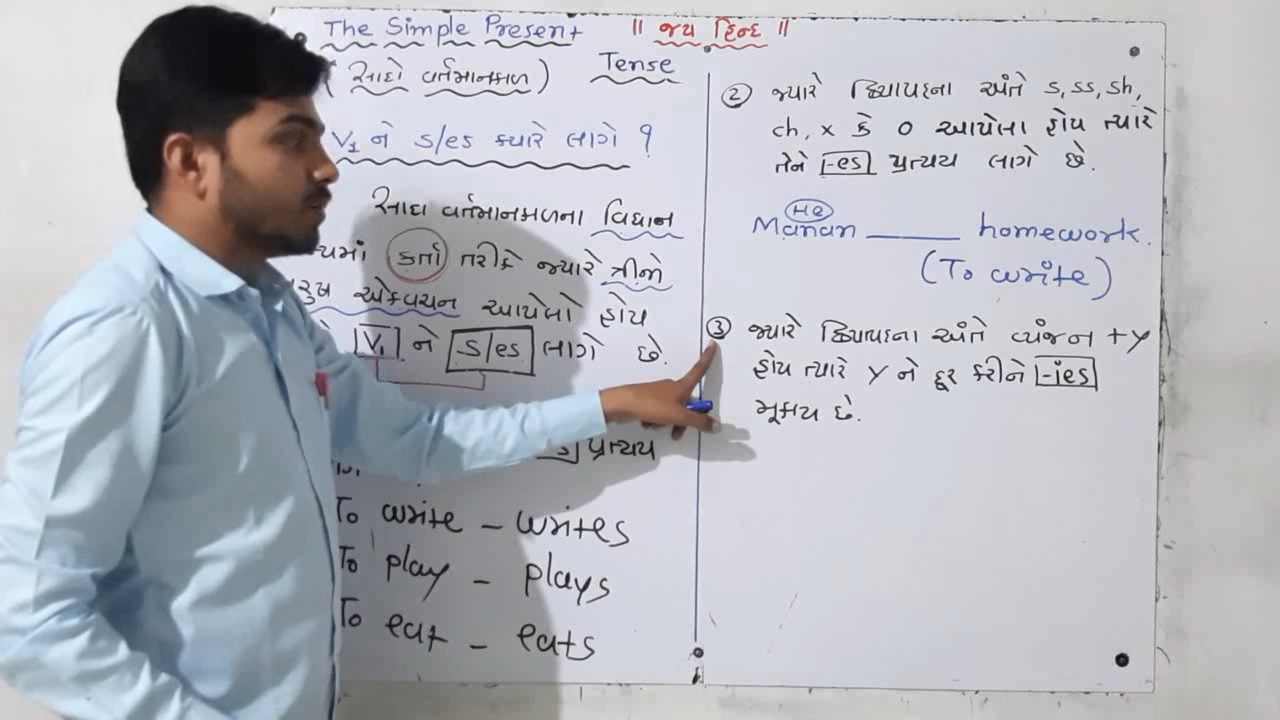 The Simple Present
|| જય હિન્દ ||
Tense
(સાદો વર્તમાનકાળ)
V1 ને s/es ક્યારે લાગે ?
સાદા વર્તમાનકાળના વિધાન
કર્તા તરીકે જ્યારે ત્રીજો
એકવચન આપેલો હોય
V1 ને s/es લાગે છે.
પ્રત્યય
To write - writes
To play - plays
To eat - eats
② જ્યારે ક્રિયાપદના અંતે s, ss, sh,
ch, x કે o આપેલા હોય ત્યારે
તેને -es પ્રત્યય લાગે છે.
He
Manan _____ homework.
(To write)
③ જ્યારે ક્રિયાપદના અંતે વ્યંજન + y
હોય ત્યારે y ને દૂર કરીને -ies
મૂકાય છે.